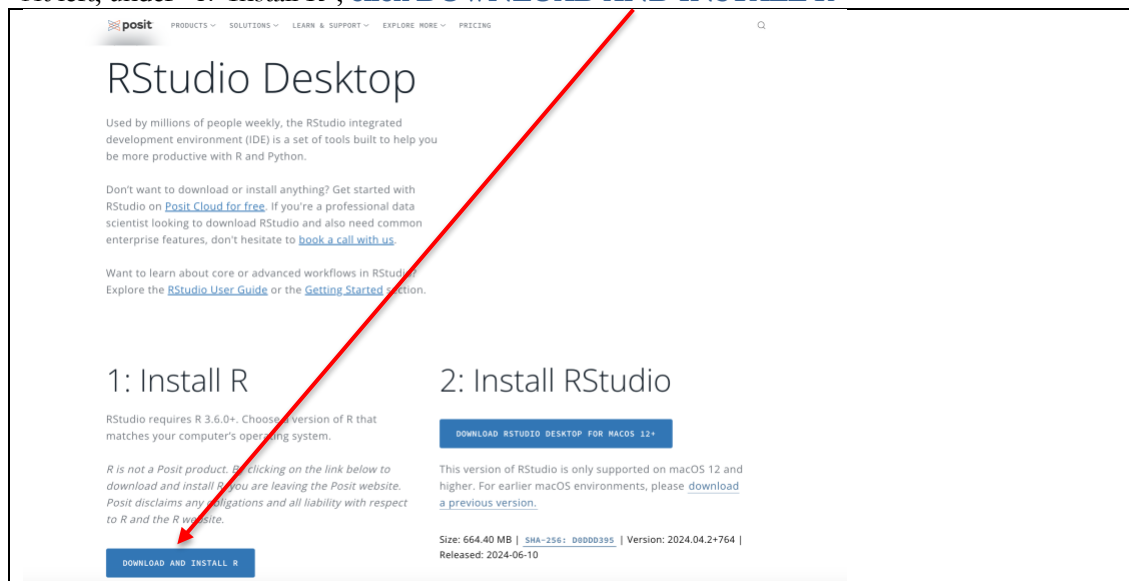 posit PRODUCTS SOLUTIONS LEARN & SUPPORT EXPLORE MORE PRICING
RStudio Desktop
Used by millions of people weekly, the RStudio integrated
development environment (IDE) is a set of tools built to help you
be more productive with R and Python.
Don't want to download or install anything? Get started with
RStudio on Posit Cloud for free. If you're a professional data
scientist looking to download RStudio and also need common
enterprise features, don't hesitate to book a call with us.
Want to learn about core or advanced workflows in RStudio?
Explore the RStudio User Guide or the Getting Started section.
1: Install R
RStudio requires R 3.6.0+. Choose a version of R that
matches your computer's operating system.
R is not a Posit product. By clicking on the link below to
download and install R, you are leaving the Posit website.
Posit disclaims any obligations and all liability with respect
to R and the R website.
DOWNLOAD AND INSTALL R
2: Install RStudio
DOWNLOAD RSTUDIO DESKTOP FOR MACOS 12+
This version of RStudio is only supported on macOS 12 and
higher. For earlier macOS environments, please download
a previous version.
Size: 664.40 MB | SHA-256: D0DDD395 | Version: 2024.04.2+764 |
Released: 2024-06-10